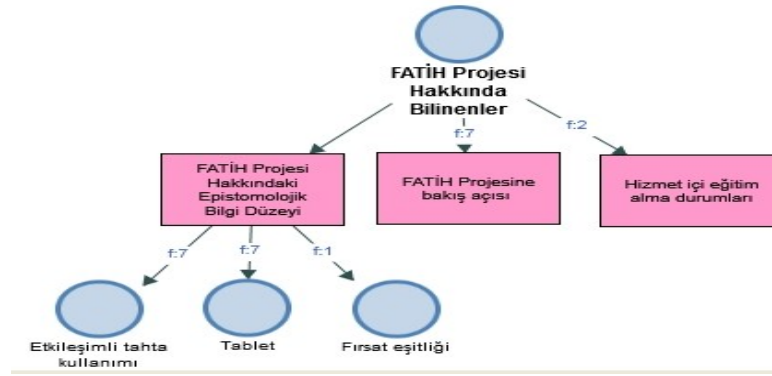 FATİH Projesi
Hakkında
Bilinenler
f:7
f:2
FATİH Projesi
Hakkındaki
Epistomolojik
Bilgi Düzeyi
FATİH Projesine
bakış açısı
Hizmet içi eğitim
alma durumları
f:7
f:7
f:1
Etkileşimli tahta
kullanımı
Tablet
Fırsat eşitliği